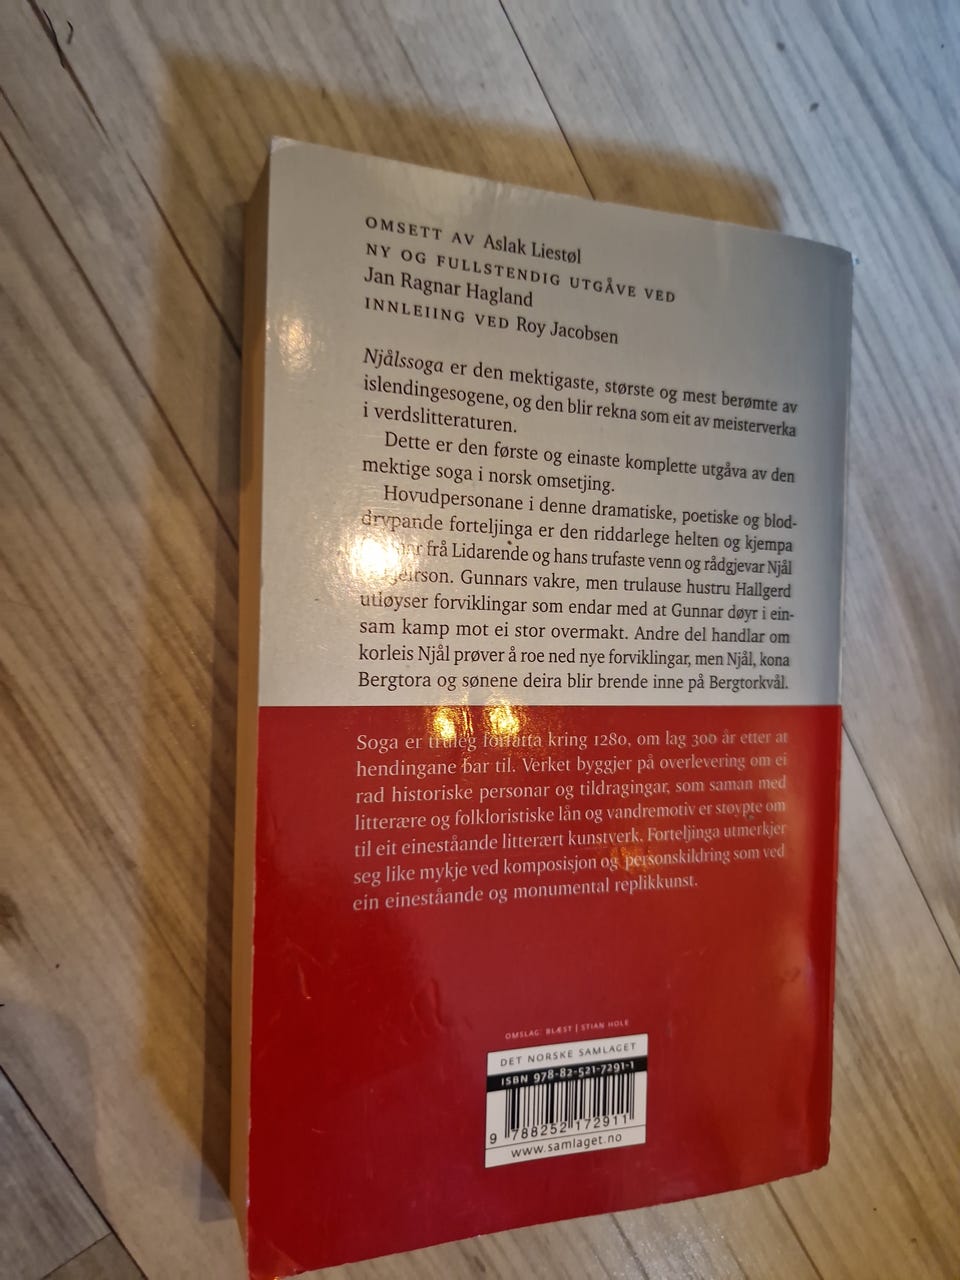 OMSETT AV Aslak Liestøl
NY OG FULLSTENDIG UTGÅVE VED
Jan Ragnar Hagland
INNLEIING VED Roy Jacobsen
Njålssoga er den mektigaste, største og mest berømte av
islendingesogene, og den blir rekna som eit av meisterverka
i verdslitteraturen.
Dette er den første og einaste komplette utgåva av den
mektige soga i norsk omsetjing.
Hovudpersonane i denne dramatiske, poetiske og blod-
drypande forteljinga er den riddarlege helten og kjempa
frå Lidarende og hans trufaste venn og rådgjevar Njål
Gunnars vakre, men trulause hustru Hallgerd
utløyser forviklingar som endar med at Gunnar døyr i ein-
sam kamp mot ei stor overmakt. Andre del handlar om
korleis Njål prøver å roe ned nye forviklingar, men Njål, kona
Bergtora og sønene deira blir brende inne på Bergtorkvål.
Soga er truleg forfatta kring 1280, om lag 300 år etter at
hendingane bar til. Verket byggjer på overlevering om ei
rad historiske personar og tildragingar, som saman med
litterære og folkloristiske lån og vandremotiv er støypte om
til eit eineståande litterært kunstverk. Forteljinga utmerkjer
seg like mykje ved komposisjon og personskildring som ved
ein eineståande og monumental replikkunst.
OMSLAG: BLÆST | STIAN HOLE
DET NORSKE SAMLAGET
ISBN 978-82-521-7291-1
9 788252 172911
www.samlaget.no